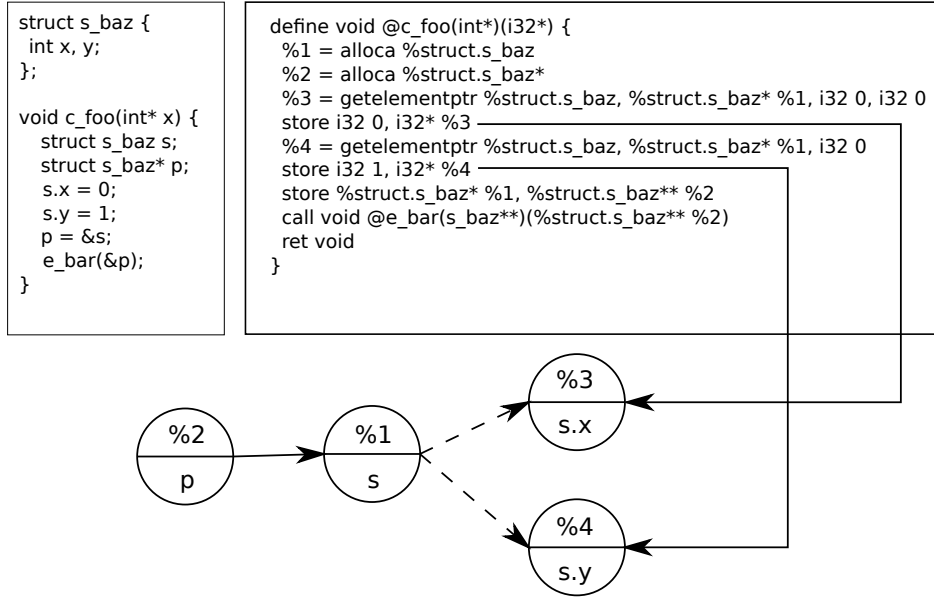 struct s_baz {
int x, y;
};
void c_foo(int* x) {
struct s_baz s;
struct s_baz* p;
s.x = 0;
s.y = 1;
p = &s;
e_bar(&p);
}
define void @c_foo(int*)(i32*) {
%1 = alloca %struct.s_baz
%2 = alloca %struct.s_baz*
%3 = getelementptr %struct.s_baz, %struct.s_baz* %1, i32 0, i32 0
store i32 0, i32* %3
%4 = getelementptr %struct.s_baz, %struct.s_baz* %1, i32 0
store i32 1, i32* %4
store %struct.s_baz* %1, %struct.s_baz** %2
call void @e_bar(s_baz**)(%struct.s_baz** %2)
ret void
}
%3
s.x
%2
p
%1
s
%4
s.y